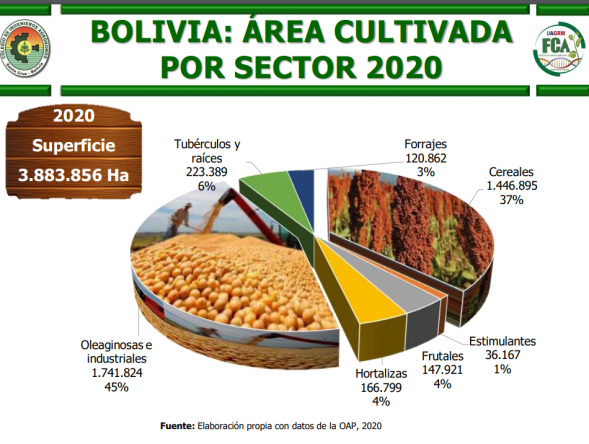 BOLIVIA: ÁREA CULTIVADA
POR SECTOR 2020
UAGRM
FCA
2020
Superficie
3.883.856 Ha
Tubérculos y
raíces
223.389
6%
Forrajes
120.862
3%
Cereales
1.446.895
37%
Estimulantes
36.167
1%
Frutales
147.921
4%
Hortalizas
166.799
4%
Oleaginosas e
industriales
1.741.824
45%
Fuente: Elaboración propia con datos de la OAP, 2020